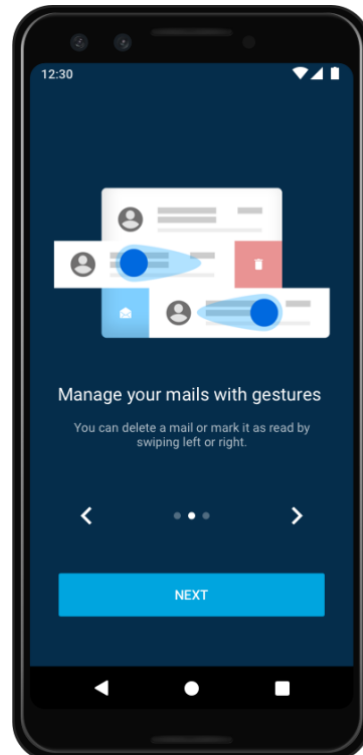 12:30
Manage your mails with gestures
You can delete a mail or mark it as read by
swiping left or right.
NEXT